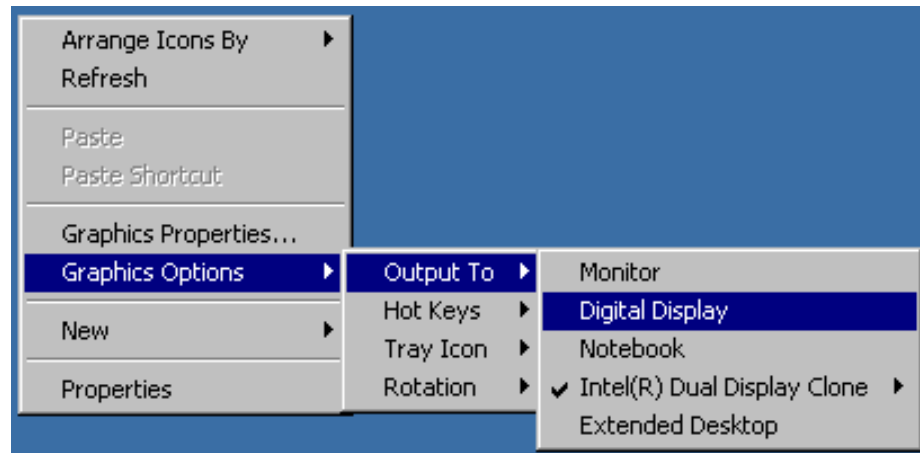 Arrange Icons By
Refresh
Paste
Paste Shortcut
Graphics Properties...
Graphics Options
New
Properties
Output To
Hot Keys
Tray Icon
Rotation
Monitor
Digital Display
Notebook
Intel(R) Dual Display Clone
Extended Desktop